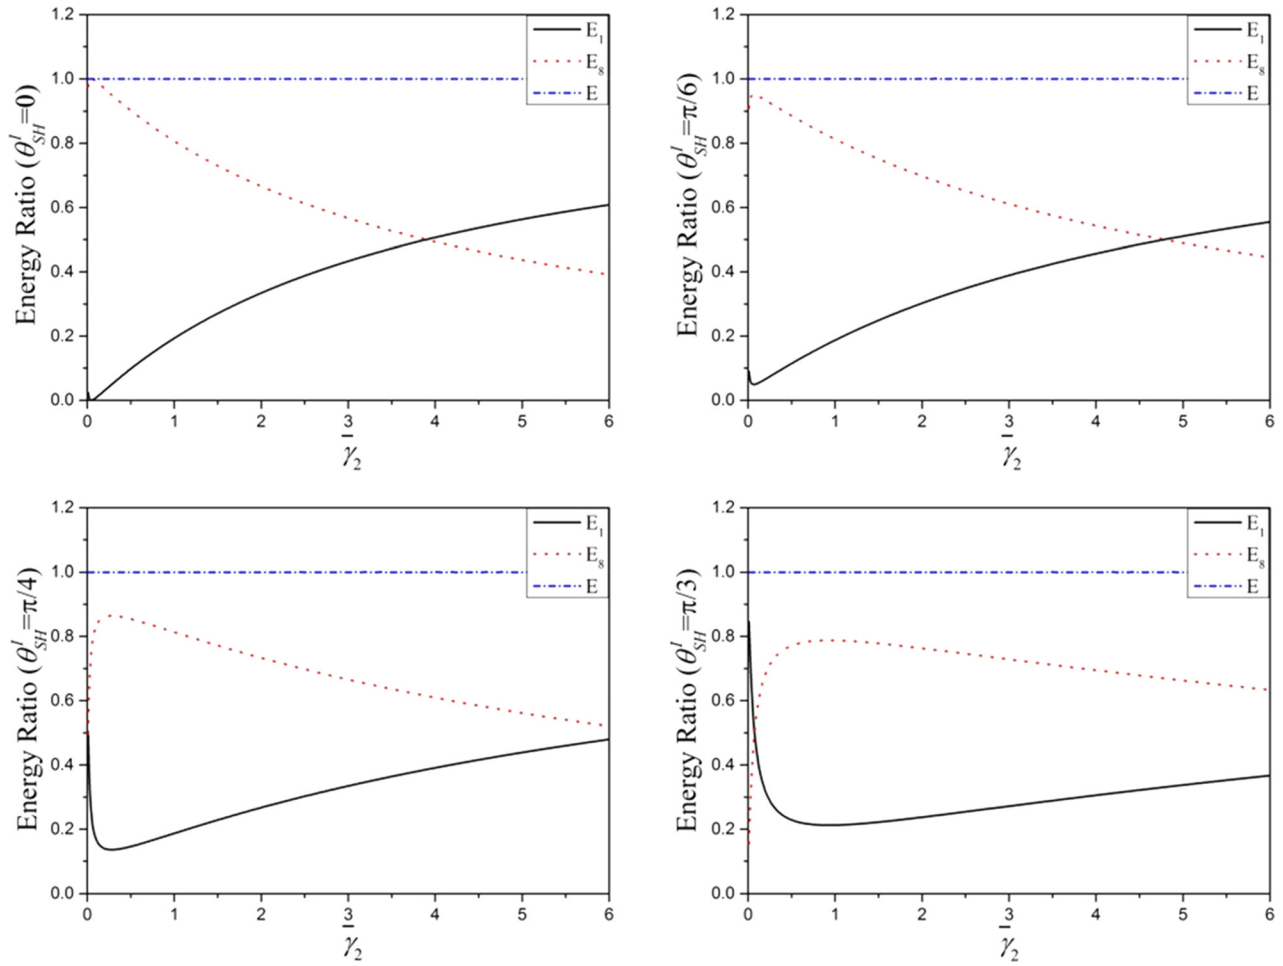 Energy Ratio (θ^I_SH=0)
1.2
1.0
0.8
0.6
0.4
0.2
0.0
E₁
E₈
E
0 1 2 3 4 5 6
γ̄₂
Energy Ratio (θ^I_SH=π/6)
1.2
1.0
0.8
0.6
0.4
0.2
0.0
E₁
E₈
E
0 1 2 3 4 5 6
γ̄₂
Energy Ratio (θ^I_SH=π/4)
1.2
1.0
0.8
0.6
0.4
0.2
0.0
E₁
E₈
E
0 1 2 3 4 5 6
γ̄₂
Energy Ratio (θ^I_SH=π/3)
1.2
1.0
0.8
0.6
0.4
0.2
0.0
E₁
E₈
E
0 1 2 3 4 5 6
γ̄₂